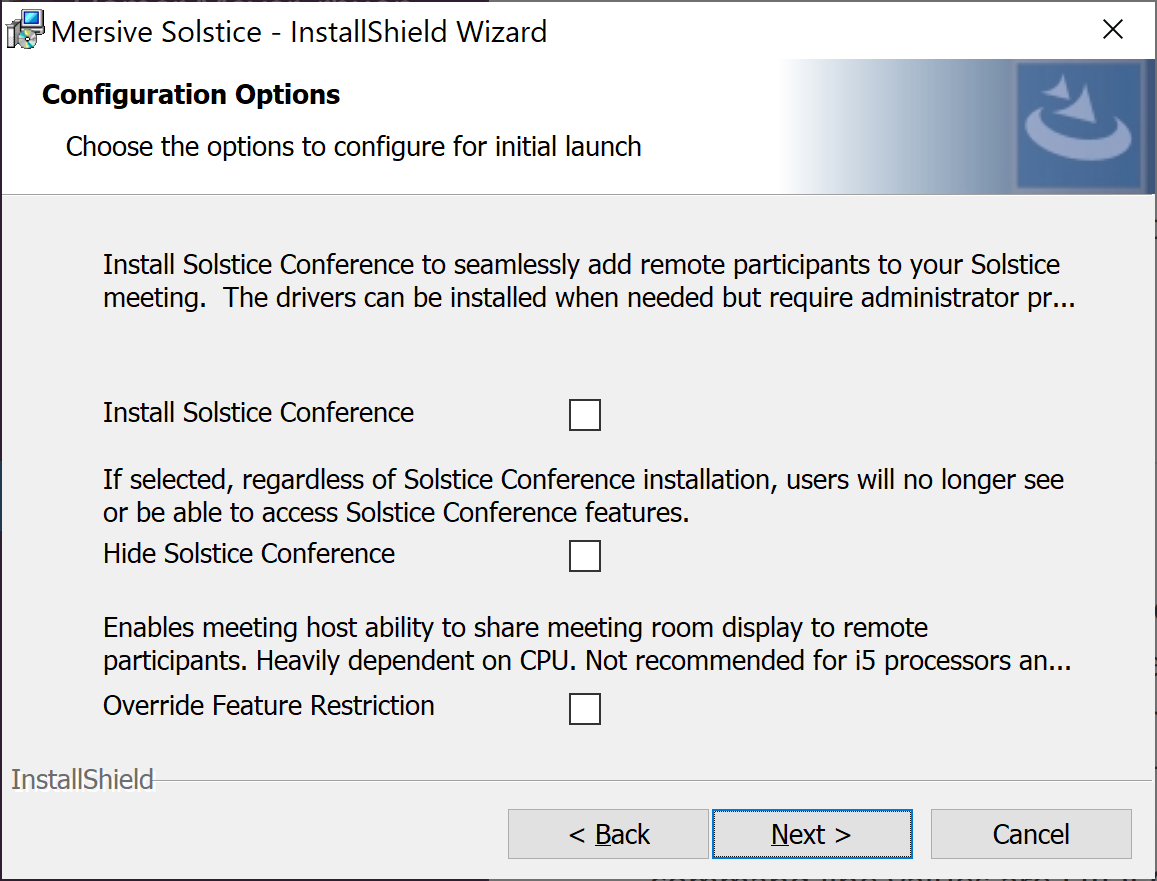 Mersive Solstice - InstallShield Wizard
Configuration Options
Choose the options to configure for initial launch
Install Solstice Conference to seamlessly add remote participants to your Solstice
meeting.  The drivers can be installed when needed but require administrator pr...
Install Solstice Conference
If selected, regardless of Solstice Conference installation, users will no longer see
or be able to access Solstice Conference features.
Hide Solstice Conference
Enables meeting host ability to share meeting room display to remote
participants. Heavily dependent on CPU. Not recommended for i5 processors an...
Override Feature Restriction
InstallShield
< Back
Next >
Cancel